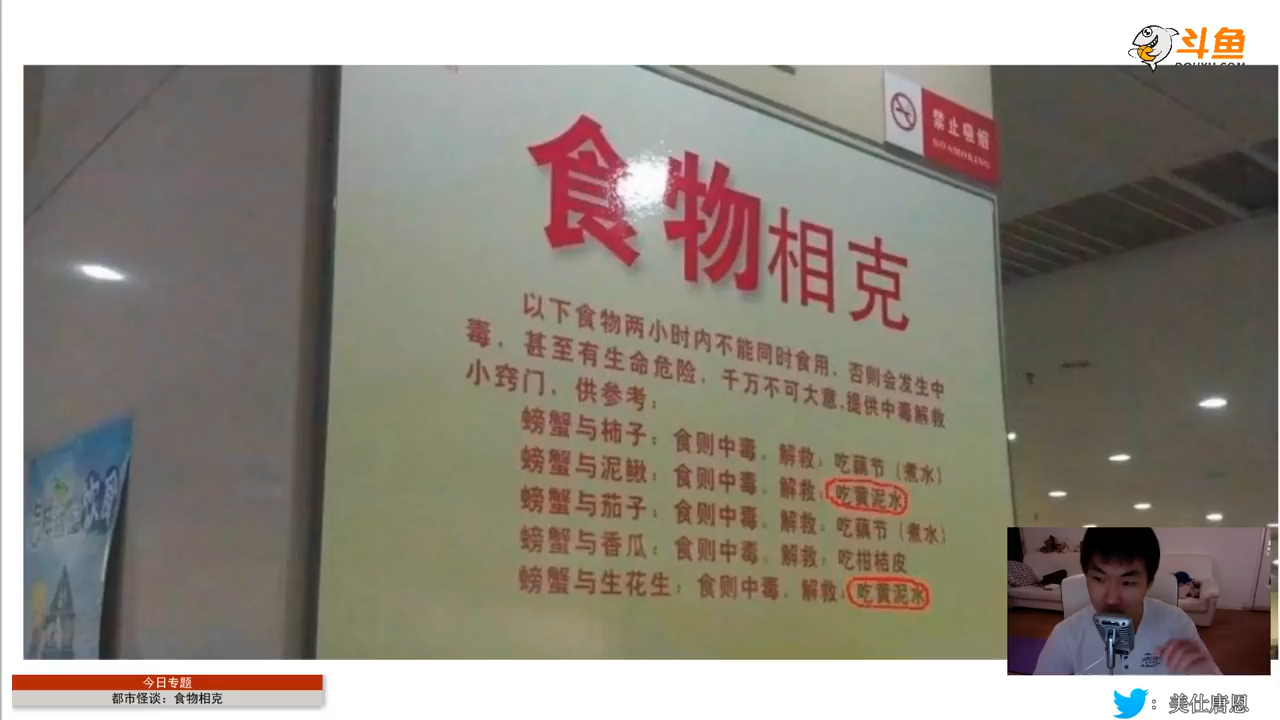 斗鱼
DOUYU.COM
禁止吸烟
NO SMOKING
食物相克
以下食物两小时内不能同时食用，否则会发生中
毒，甚至有生命危险，千万不可大意，提供中毒解救
小窍门，供参考：
螃蟹与柿子：食则中毒。解救：吃藕节（煮水）
螃蟹与泥鳅：食则中毒。解救：吃黄泥水
螃蟹与茄子：食则中毒。解救：吃藕节（煮水）
螃蟹与香瓜：食则中毒。解救：吃柑桔皮
螃蟹与生花生：食则中毒。解救：吃黄泥水
今日专题
都市怪谈：食物相克
：美仕唐恩